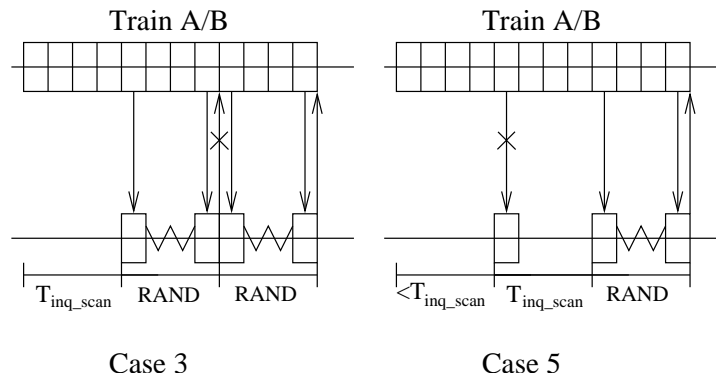 Train A/B
Train A/B
T_inq_scan RAND RAND
<T_inq_scan T_inq_scan RAND
Case 3
Case 5